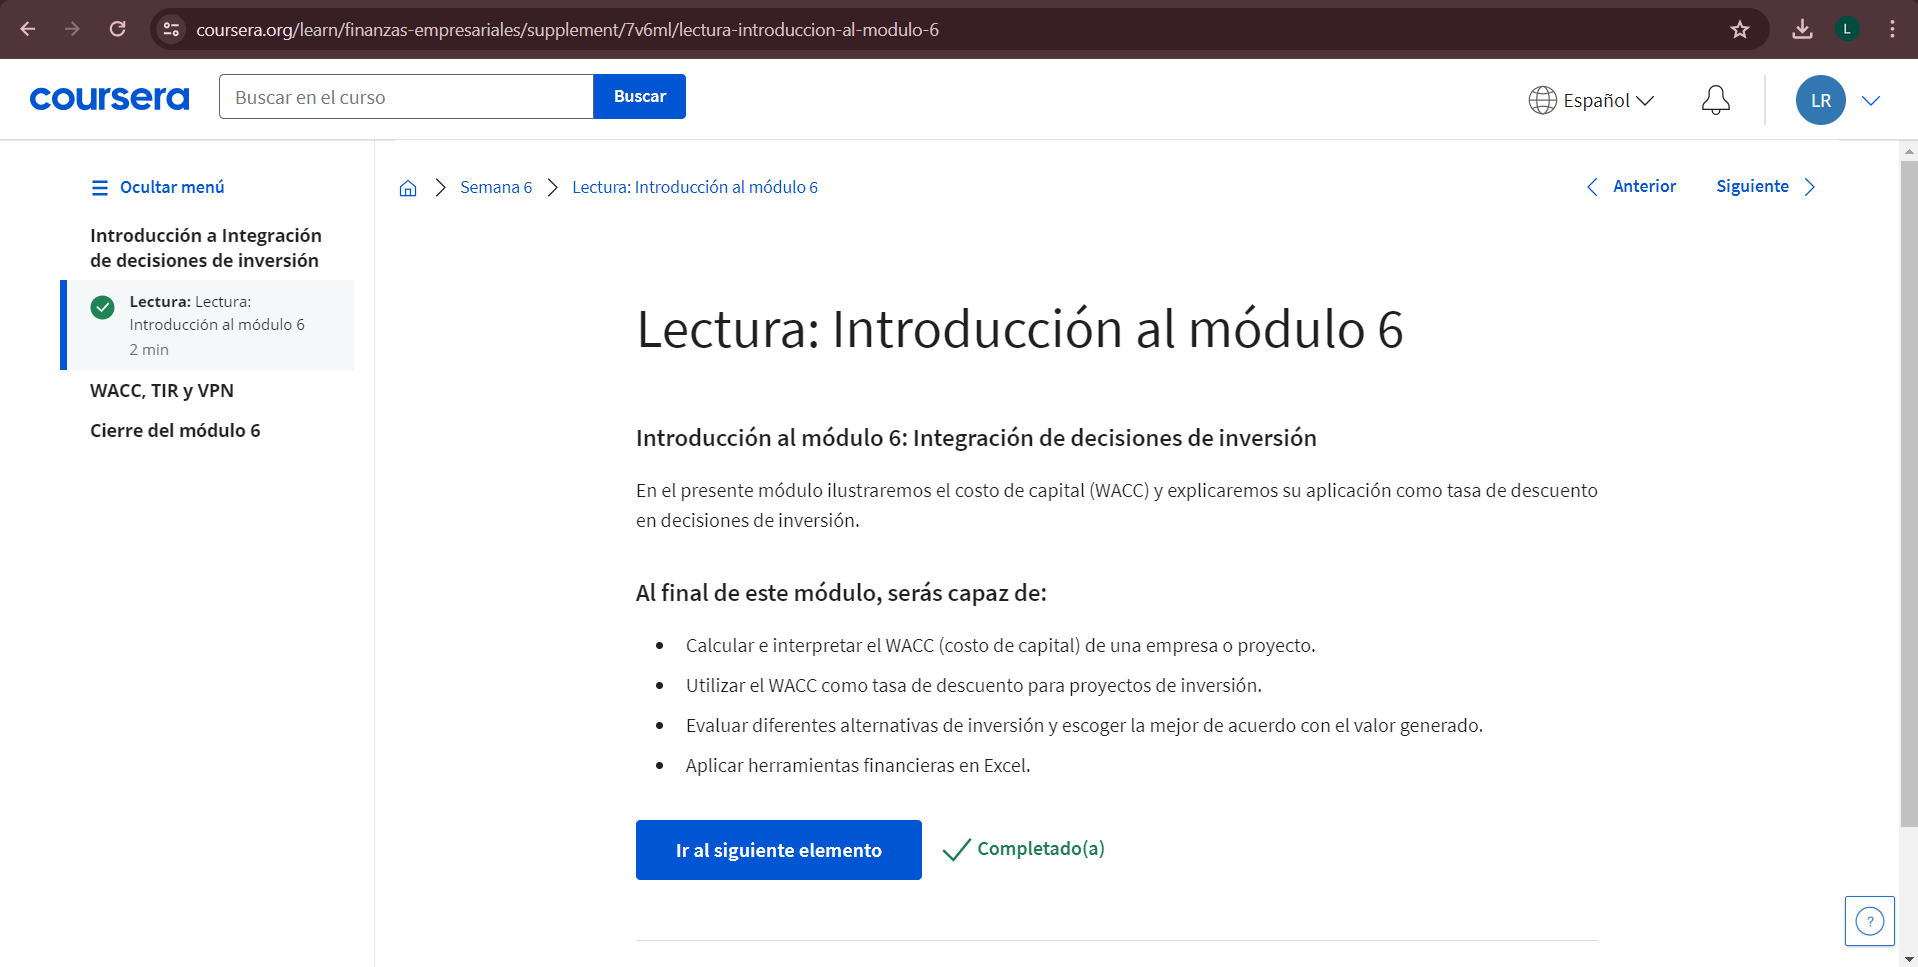 coursera.org/learn/finanzas-empresariales/supplement/7v6ml/lectura-introduccion-al-modulo-6
L
coursera
Buscar en el curso
Buscar
Español
LR
Ocultar menú
Semana 6
Lectura: Introducción al módulo 6
Anterior
Siguiente
Introducción a Integración
de decisiones de inversión
Lectura: Lectura:
Introducción al módulo 6
2 min
WACC, TIR y VPN
Cierre del módulo 6
Lectura: Introducción al módulo 6
Introducción al módulo 6: Integración de decisiones de inversión
En el presente módulo ilustraremos el costo de capital (WACC) y explicaremos su aplicación como tasa de descuento
en decisiones de inversión.
Al final de este módulo, serás capaz de:
• Calcular e interpretar el WACC (costo de capital) de una empresa o proyecto.
• Utilizar el WACC como tasa de descuento para proyectos de inversión.
• Evaluar diferentes alternativas de inversión y escoger la mejor de acuerdo con el valor generado.
• Aplicar herramientas financieras en Excel.
Ir al siguiente elemento
Completado(a)
?